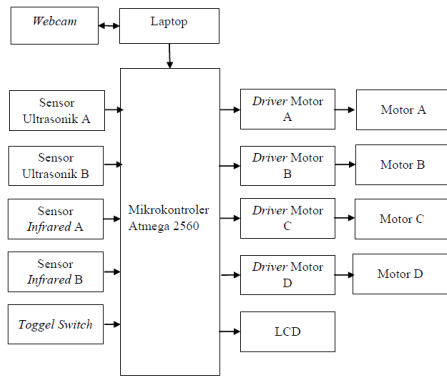 Webcam
Laptop
Sensor
Ultrasonik A
Sensor
Ultrasonik B
Sensor
Infrared A
Sensor
Infrared B
Toggel Switch
Mikrokontroler
Atmega 2560
Driver Motor
A
Motor A
Driver Motor
B
Motor B
Driver Motor
C
Motor C
Driver Motor
D
Motor D
LCD